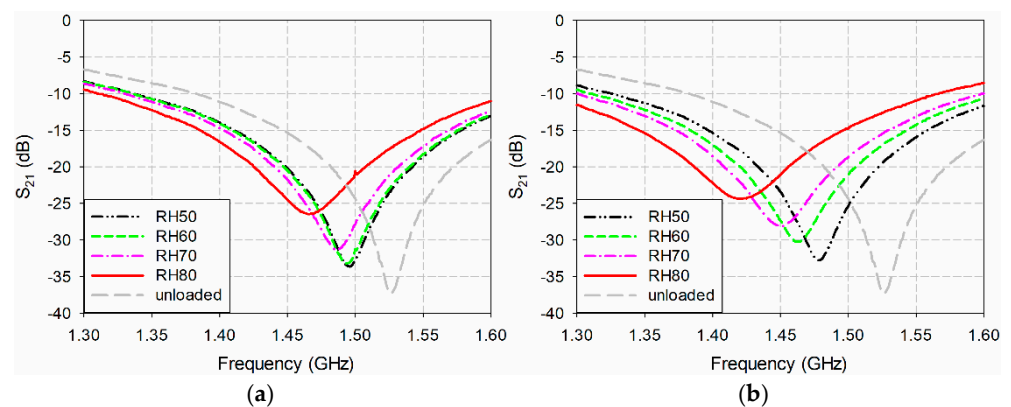 0
-5
-10
-15
-20
-25
-30
-35
-40
S21 (dB)
RH50
RH60
RH70
RH80
unloaded
1.30 1.35 1.40 1.45 1.50 1.55 1.60
Frequency (GHz)
(a)
0
-5
-10
-15
-20
-25
-30
-35
-40
S21 (dB)
RH50
RH60
RH70
RH80
unloaded
1.30 1.35 1.40 1.45 1.50 1.55 1.60
Frequency (GHz)
(b)